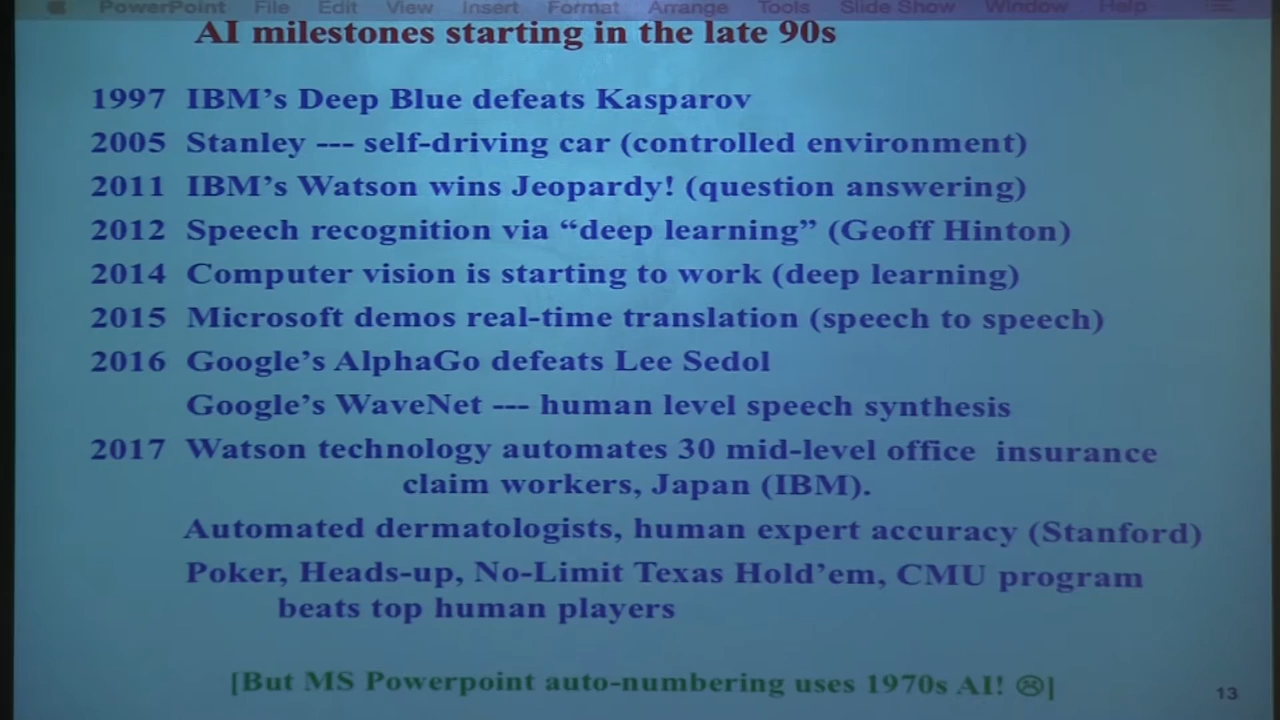 PowerPoint File Edit View Insert Format Arrange Tools Slide Show Window Help
AI milestones starting in the late 90s
1997 IBM’s Deep Blue defeats Kasparov
2005 Stanley --- self-driving car (controlled environment)
2011 IBM’s Watson wins Jeopardy! (question answering)
2012 Speech recognition via “deep learning” (Geoff Hinton)
2014 Computer vision is starting to work (deep learning)
2015 Microsoft demos real-time translation (speech to speech)
2016 Google’s AlphaGo defeats Lee Sedol
Google’s WaveNet --- human level speech synthesis
2017 Watson technology automates 30 mid-level office insurance
claim workers, Japan (IBM).
Automated dermatologists, human expert accuracy (Stanford)
Poker, Heads-up, No-Limit Texas Hold’em, CMU program
beats top human players
[But MS Powerpoint auto-numbering uses 1970s AI! ☹]
13